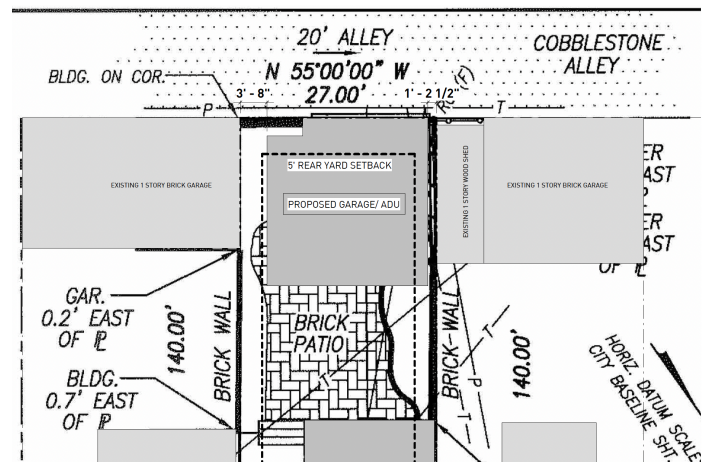 20' ALLEY
COBBLESTONE
ALLEY
BLDG. ON COR.
N 55°00'00" W
27.00'
3' - 8"
1' - 2 1/2"
(F)
P
T
5' REAR YARD SETBACK
PROPOSED GARAGE/ ADU
EXISTING 1 STORY BRICK GARAGE
EXISTING 1 STORY WOOD SHED
EXISTING 1 STORY BRICK GARAGE
AST
AST
OF ⅊
GAR.
0.2' EAST
OF ⅊
140.00'
BRICK WALL
BRICK
PATIO
T
BRICK-WALL
T
P
T
140.00'
BLDG.
0.7' EAST
OF ⅊
HORIZ. DATUM SCALE
CITY BASELINE SHT.